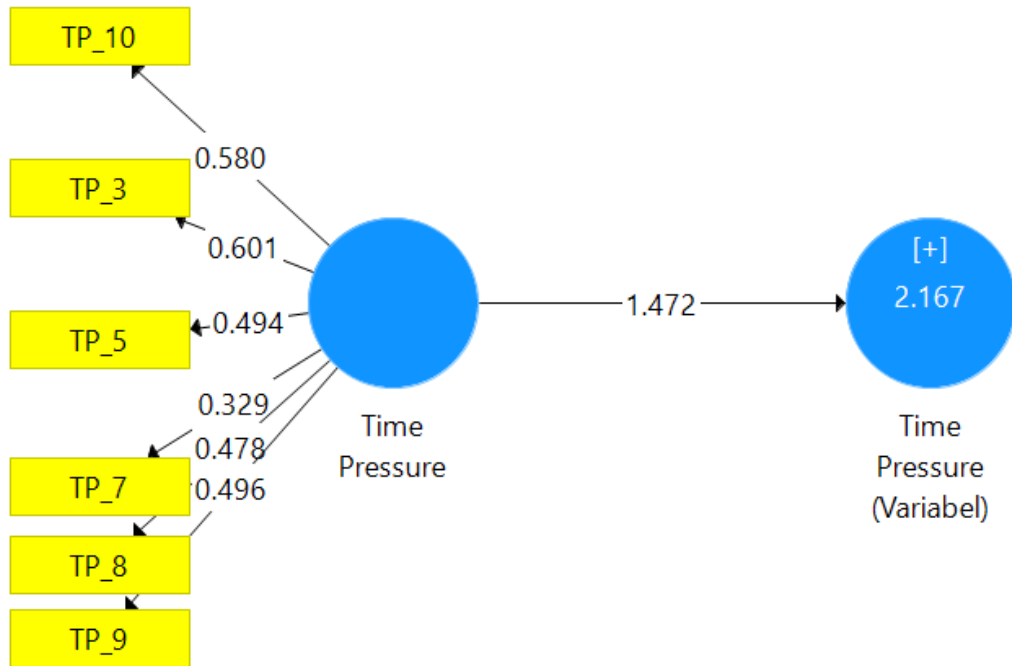 TP_10
0.580
TP_3
0.601
TP_5
0.494
0.329
TP_7
0.478
TP_8
0.496
TP_9
Time
Pressure
1.472
[+]
2.167
Time
Pressure
(Variabel)